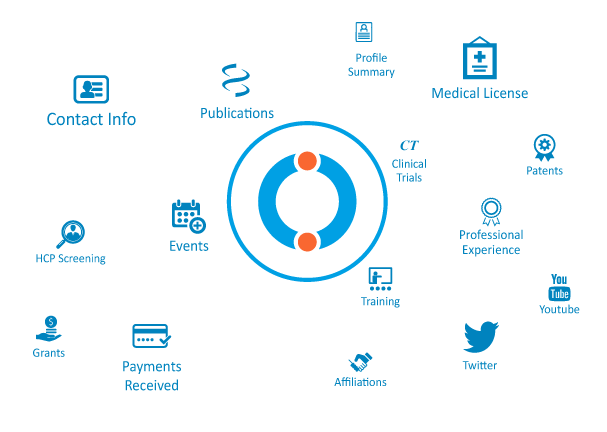 Profile
Summary
Medical License
Contact Info
Publications
CT
Clinical
Trials
Patents
Professional
Experience
Events
HCP Screening
You
Tube
Youtube
Training
$
Grants
Payments
Received
Twitter
Affiliations